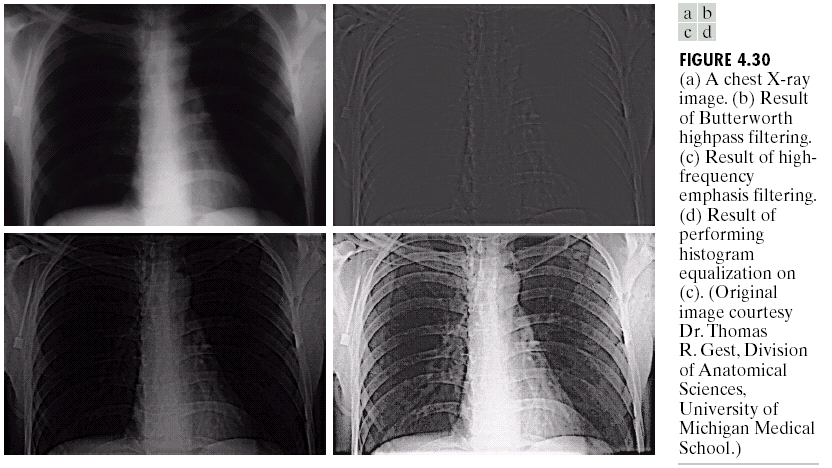 a b
c d
FIGURE 4.30
(a) A chest X-ray
image. (b) Result
of Butterworth
highpass filtering.
(c) Result of high-
frequency
emphasis filtering.
(d) Result of
performing
histogram
equalization on
(c). (Original
image courtesy
Dr. Thomas
R. Gest, Division
of Anatomical
Sciences,
University of
Michigan Medical
School.)